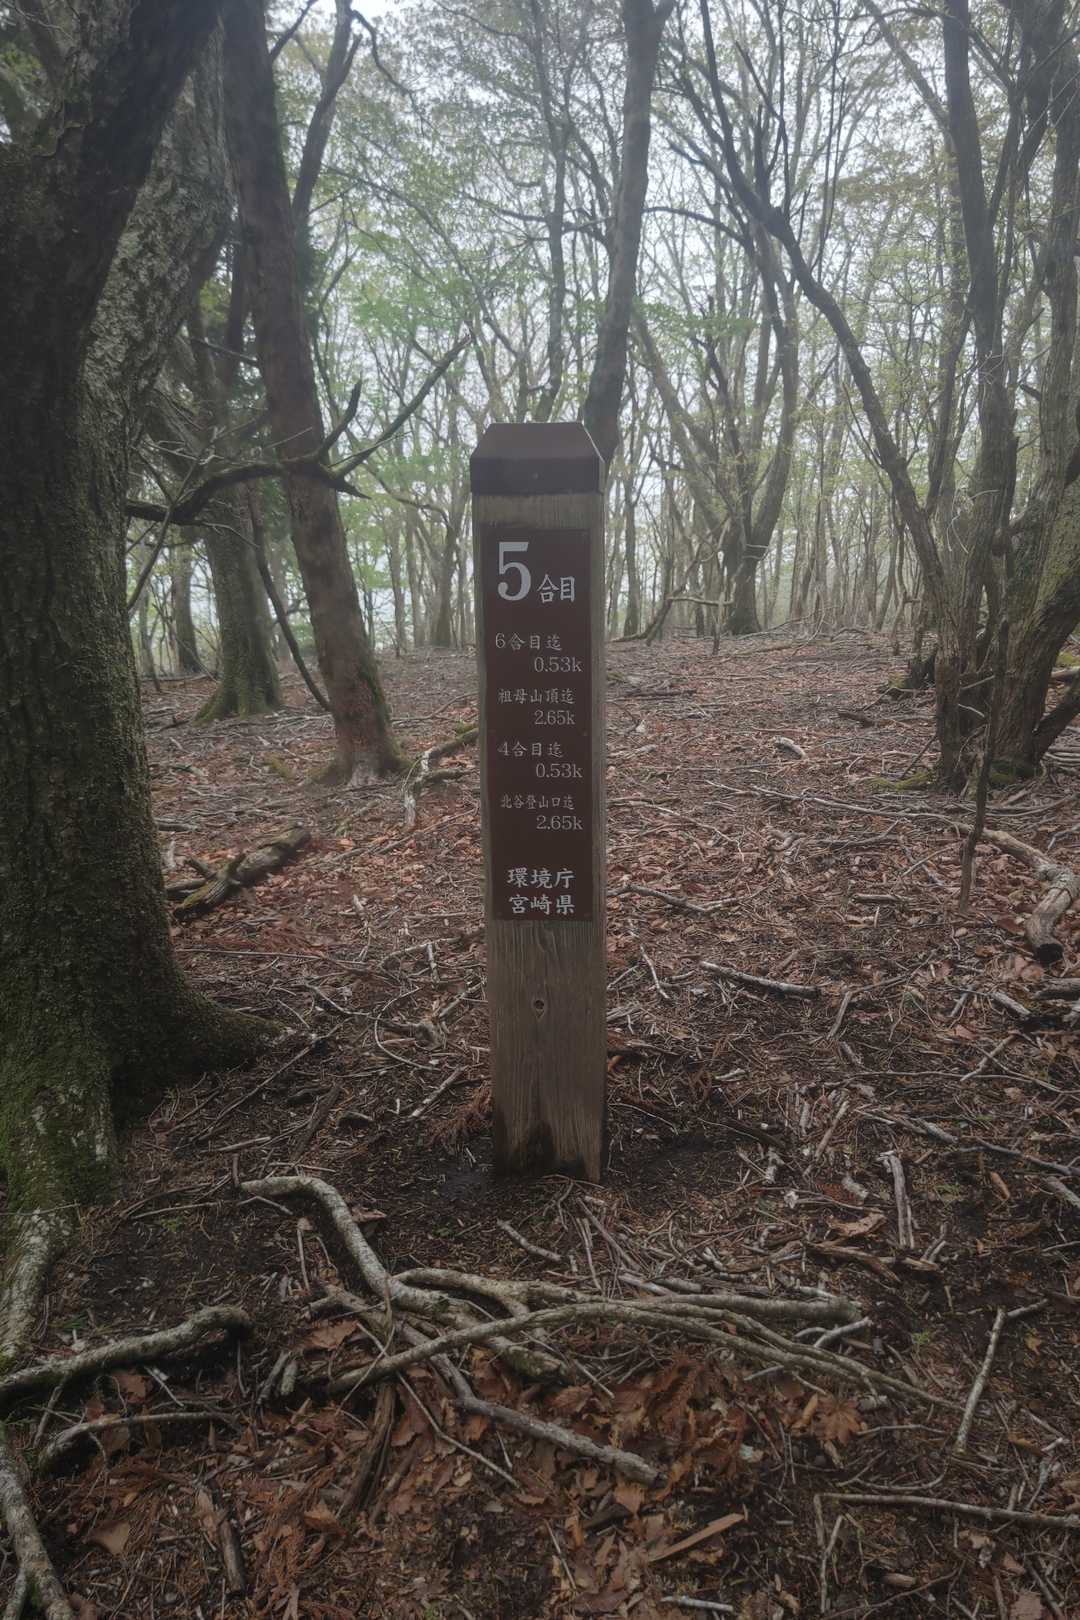 5合目
6合目迄
0.53k
祖母山頂迄
2.65k
4合目迄
0.53k
北谷登山口迄
2.65k
環境庁
宮崎県